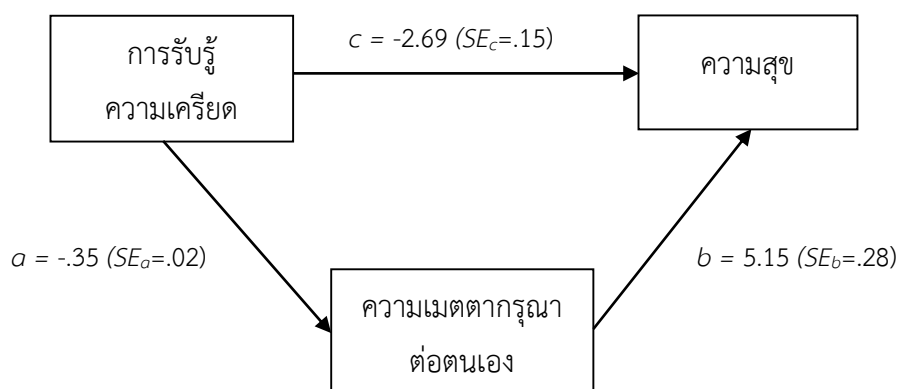 c = -2.69 (SEc=.15)
การรับรู้
ความเครียด
ความสุข
a = -.35 (SEa=.02)
b = 5.15 (SEb=.28)
ความเมตตากรุณา
ต่อตนเอง